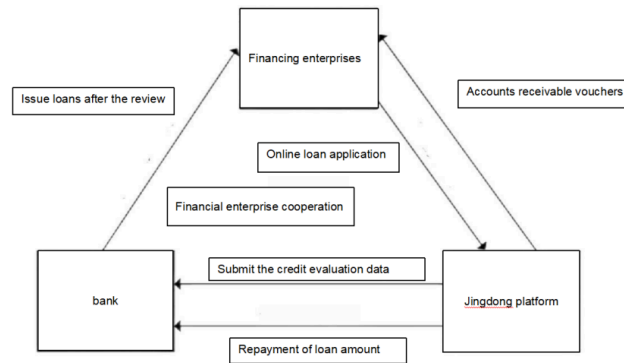 Financing enterprises
Issue loans after the review
Accounts receivable vouchers
Online loan application
Financial enterprise cooperation
Submit the credit evaluation data
bank
Jingdong platform
Repayment of loan amount